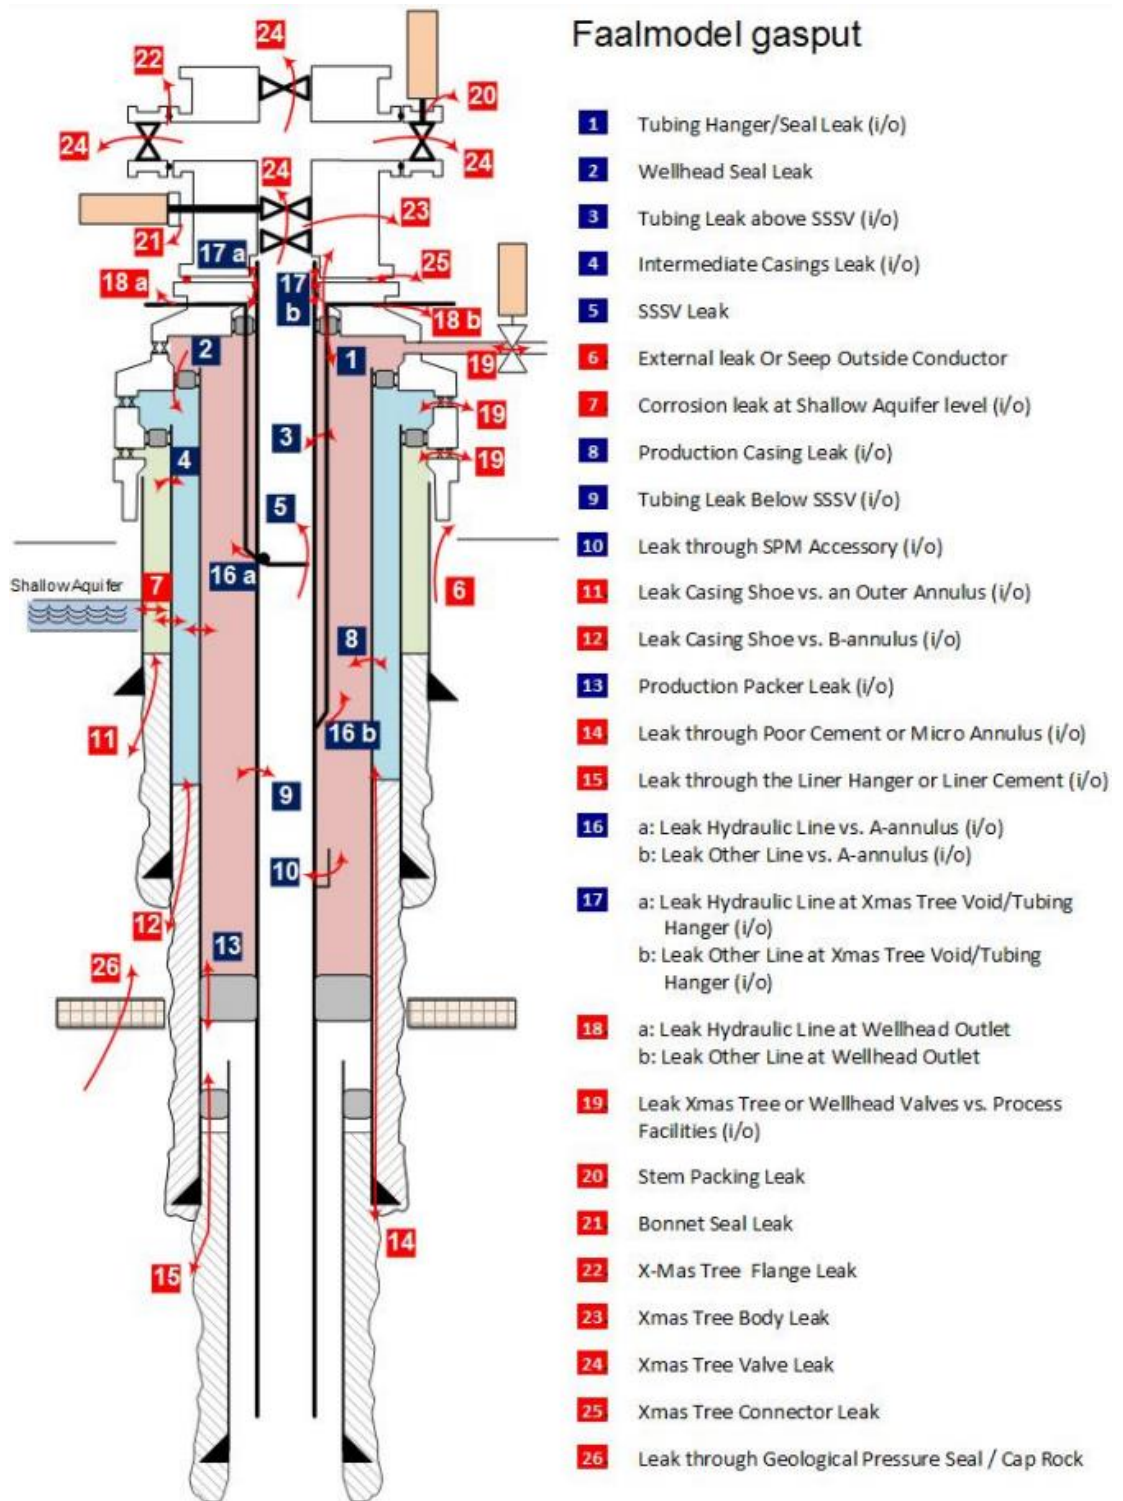 Faalmodel gasput
24
22
20
24
24
24
23
21
17 a
25
18 a
17
b
18 b
2
1
19
19
3
4
19
5
Shallow Aquifer
7
16 a
6
8
11
16 b
9
10
12
13
26
14
15
1 Tubing Hanger/Seal Leak (i/o)
2 Wellhead Seal Leak
3 Tubing Leak above SSSV (i/o)
4 Intermediate Casings Leak (i/o)
5 SSSV Leak
6 External leak Or Seep Outside Conductor
7 Corrosion leak at Shallow Aquifer level (i/o)
8 Production Casing Leak (i/o)
9 Tubing Leak Below SSSV (i/o)
10 Leak through SPM Accessory (i/o)
11 Leak Casing Shoe vs. an Outer Annulus (i/o)
12 Leak Casing Shoe vs. B-annulus (i/o)
13 Production Packer Leak (i/o)
14 Leak through Poor Cement or Micro Annulus (i/o)
15 Leak through the Liner Hanger or Liner Cement (i/o)
16 a: Leak Hydraulic Line vs. A-annulus (i/o)
b: Leak Other Line vs. A-annulus (i/o)
17 a: Leak Hydraulic Line at Xmas Tree Void/Tubing
Hanger (i/o)
b: Leak Other Line at Xmas Tree Void/Tubing
Hanger (i/o)
18 a: Leak Hydraulic Line at Wellhead Outlet
b: Leak Other Line at Wellhead Outlet
19 Leak Xmas Tree or Wellhead Valves vs. Process
Facilities (i/o)
20 Stem Packing Leak
21 Bonnet Seal Leak
22 X-Mas Tree Flange Leak
23 Xmas Tree Body Leak
24 Xmas Tree Valve Leak
25 Xmas Tree Connector Leak
26 Leak through Geological Pressure Seal / Cap Rock